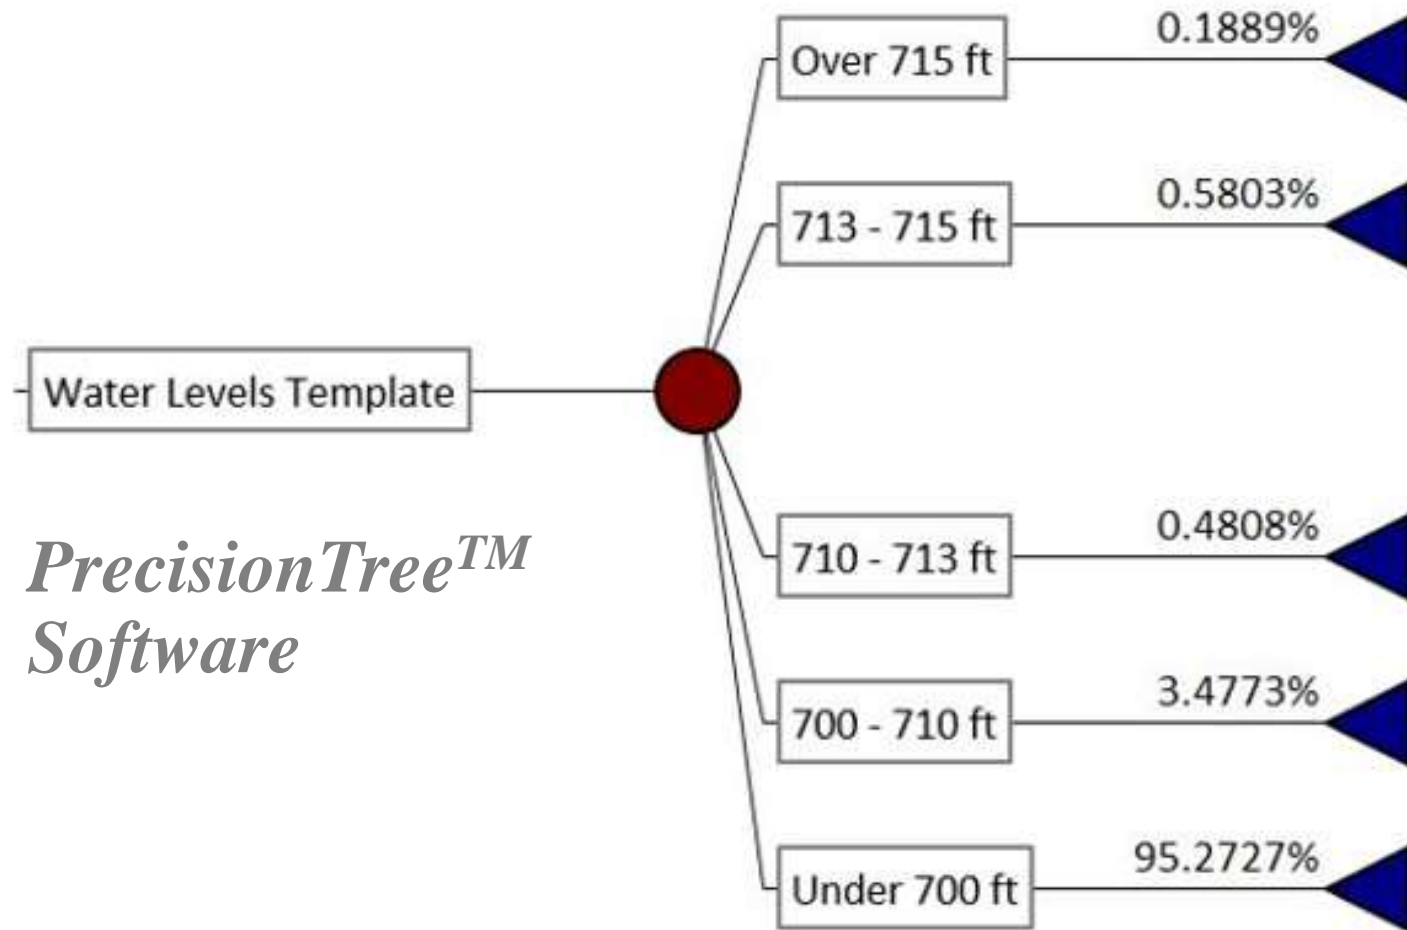 0.1889%
Over 715 ft
0.5803%
713 - 715 ft
Water Levels Template
PrecisionTree™
Software
0.4808%
710 - 713 ft
3.4773%
700 - 710 ft
95.2727%
Under 700 ft